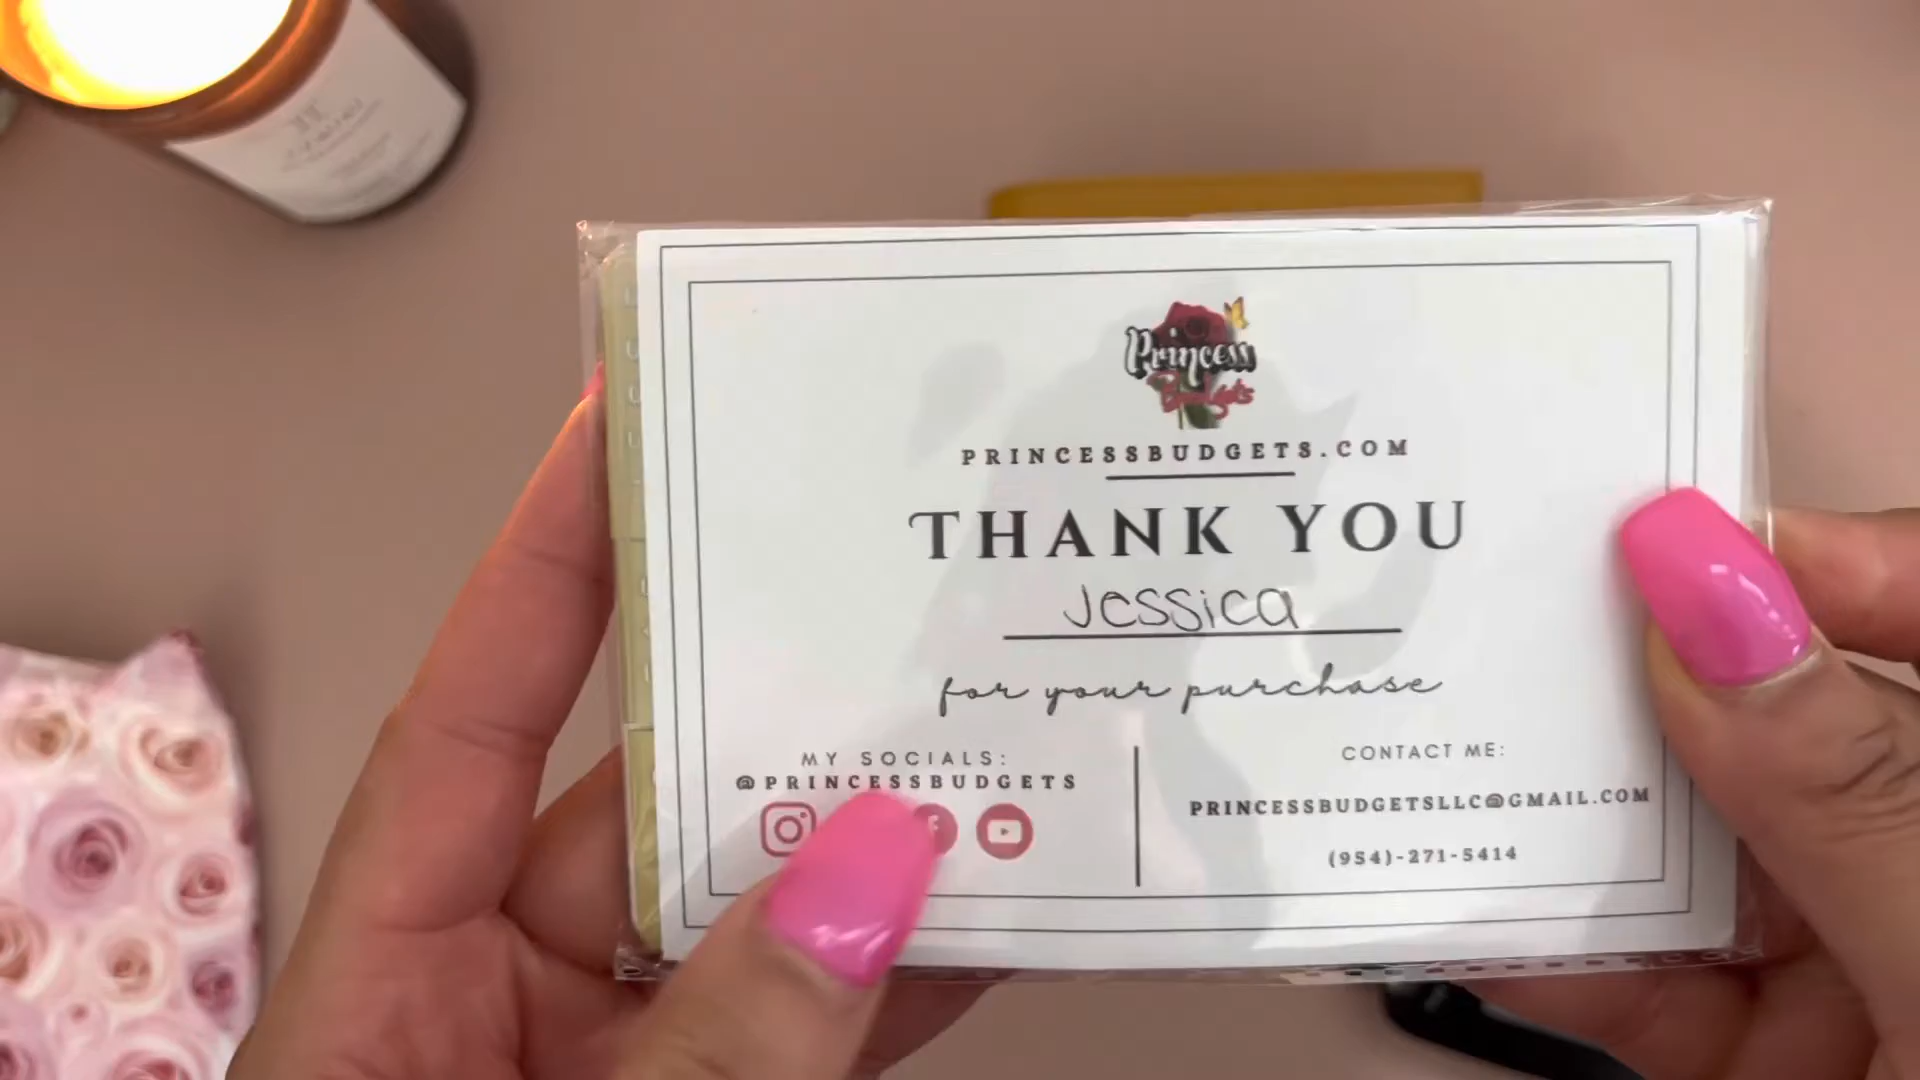 Princess
Budgets
PRINCESSBUDGETS.COM
THANK YOU
Jessica
for your purchase
MY SOCIALS:
@PRINCESSBUDGETS
CONTACT ME:
PRINCESSBUDGETSLLC@GMAIL.COM
(954)-271-5414